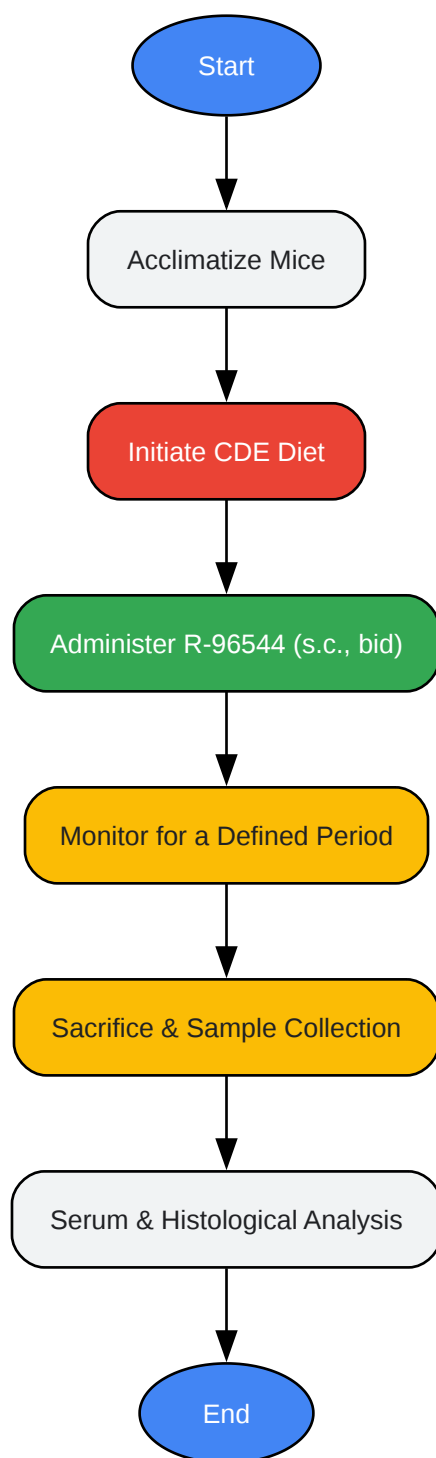 Start
Acclimatize Mice
Initiate CDE Diet
Administer R-96544 (s.c., bid)
Monitor for a Defined Period
Sacrifice & Sample Collection
Serum & Histological Analysis
End